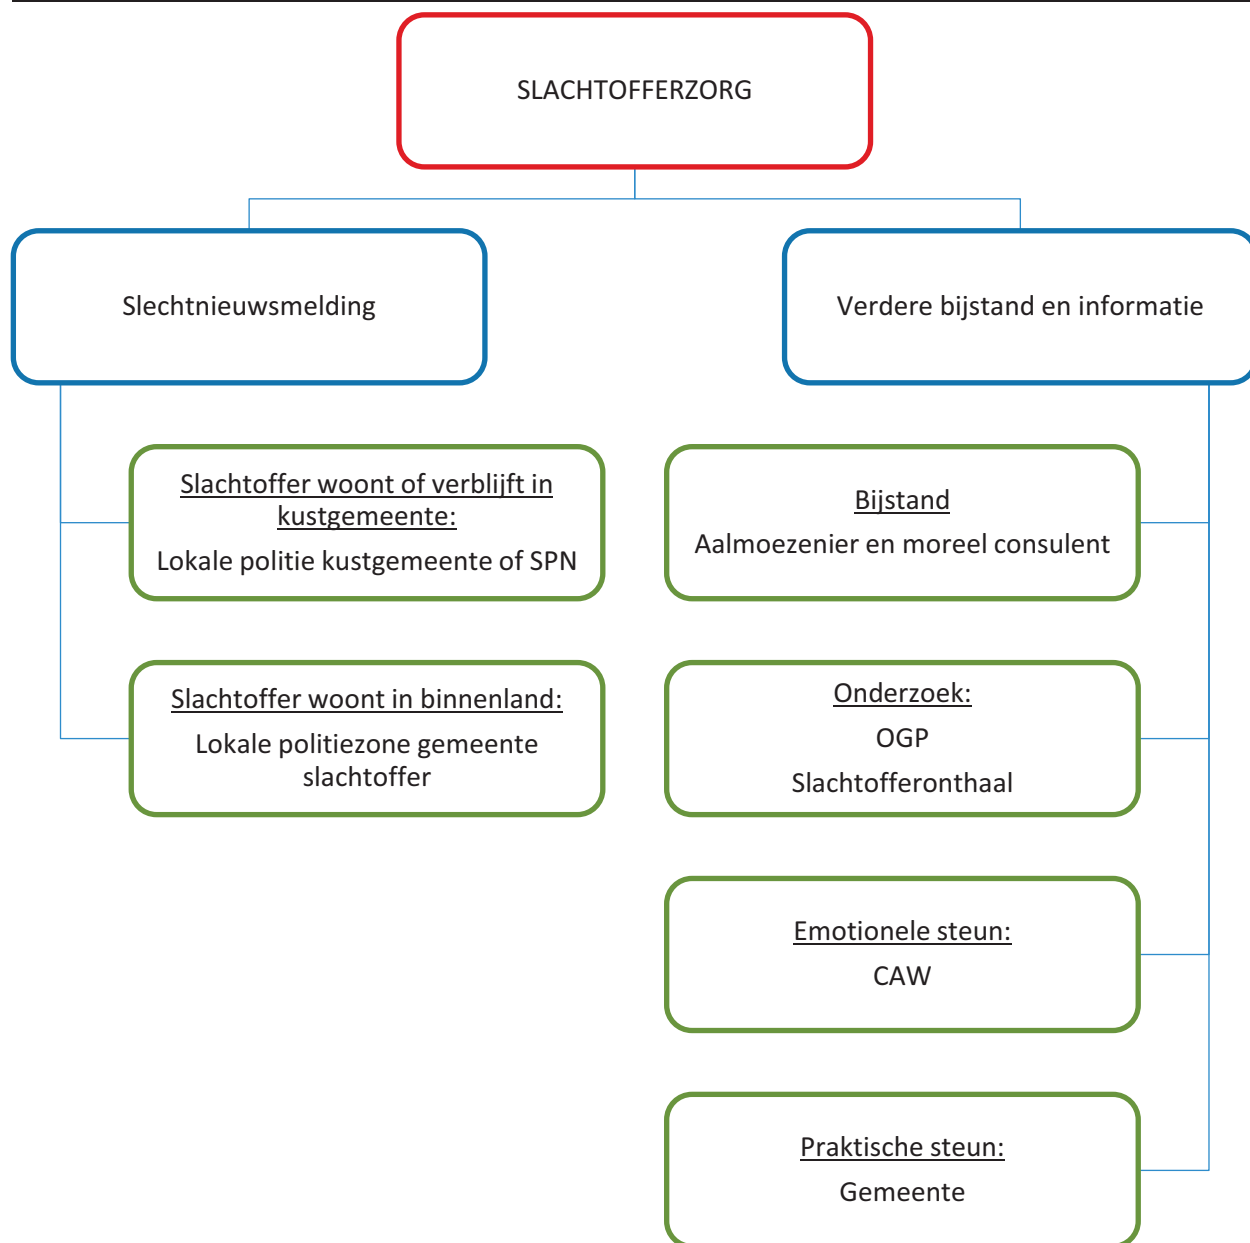 SLACHTOFFERZORG
Slechtnieuwsmelding
Verdere bijstand en informatie
Slachtoffer woont of verblijft in
kustgemeente:
Lokale politie kustgemeente of SPN
Slachtoffer woont in binnenland:
Lokale politiezone gemeente
slachtoffer
Bijstand
Aalmoezenier en moreel consulent
Onderzoek:
OGP
Slachtofferonthaal
Emotionele steun:
CAW
Praktische steun:
Gemeente